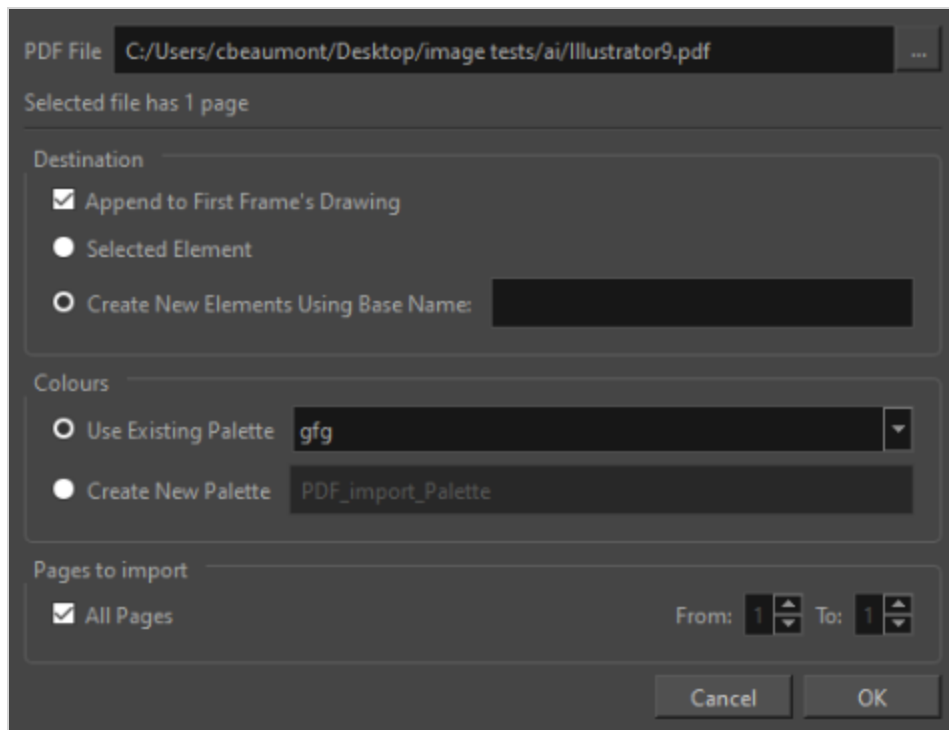 PDF File C:/Users/cbeaumont/Desktop/image tests/ai/Illustrator9.pdf ...
Selected file has 1 page
Destination
Append to First Frame's Drawing
Selected Element
Create New Elements Using Base Name:
Colours
Use Existing Palette gfg
Create New Palette PDF_import_Palette
Pages to import
All Pages From: 1 To: 1
Cancel OK